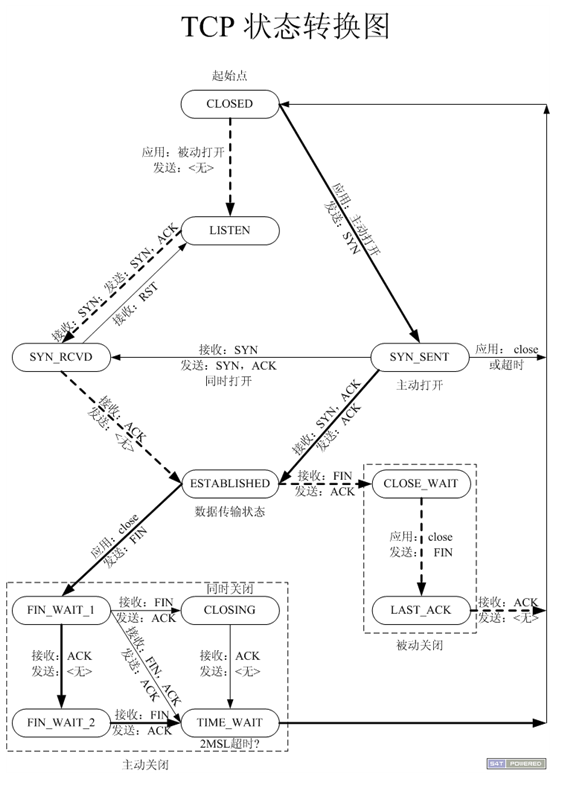 TCP 状态转换图
起始点
CLOSED
应用：被动打开
发送：<无>
应用：主动打开
发送：SYN
LISTEN
接收：SYN；发送：SYN，ACK
接收：RST
SYN_RCVD
接收：SYN
发送：SYN，ACK
同时打开
SYN_SENT
主动打开
应用： close
或超时
接收：ACK
发送：<无>
接收：SYN，ACK
发送：ACK
ESTABLISHED
数据传输状态
接收：FIN
发送：ACK
CLOSE_WAIT
应用：close
发送：FIN
应用： close
发送： FIN
同时关闭
FIN_WAIT_1
接收：FIN
发送：ACK
CLOSING
LAST_ACK
接收：ACK
发送：<无>
被动关闭
接收：ACK
发送：<无>
接收：FIN，ACK
发送：ACK
接收：ACK
发送：<无>
FIN_WAIT_2
接收：FIN
发送：ACK
TIME_WAIT
2MSL超时?
主动关闭
S4T POWERED